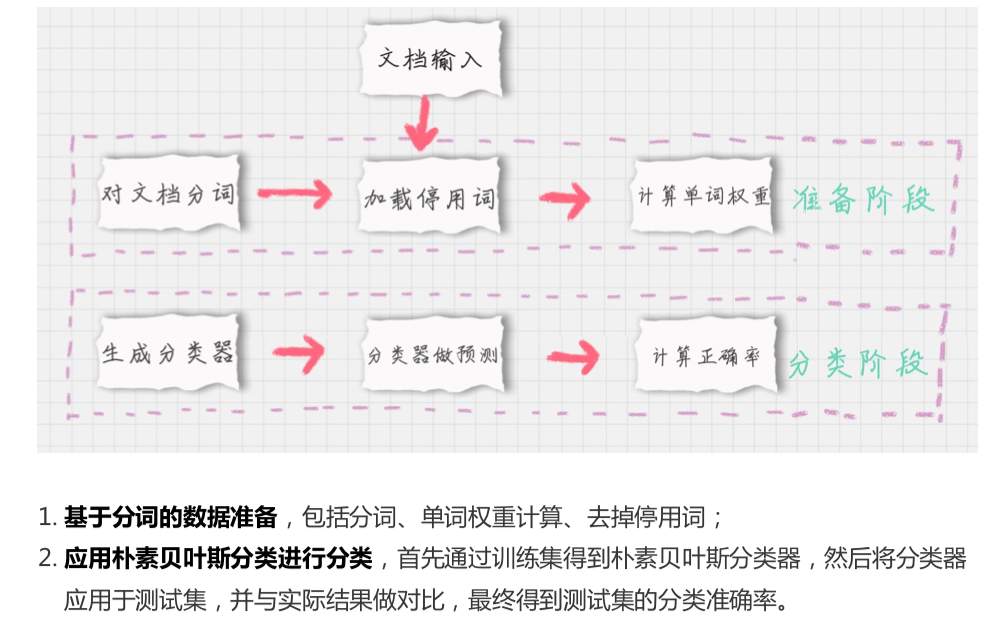 文档输入
对文档分词
加载停用词
计算单词权重
准备阶段
生成分类器
分类器做预测
计算正确率
分类阶段
1. 基于分词的数据准备，包括分词、单词权重计算、去掉停用词；
2. 应用朴素贝叶斯分类进行分类，首先通过训练集得到朴素贝叶斯分类器，然后将分类器
应用于测试集，并与实际结果做对比，最终得到测试集的分类准确率。